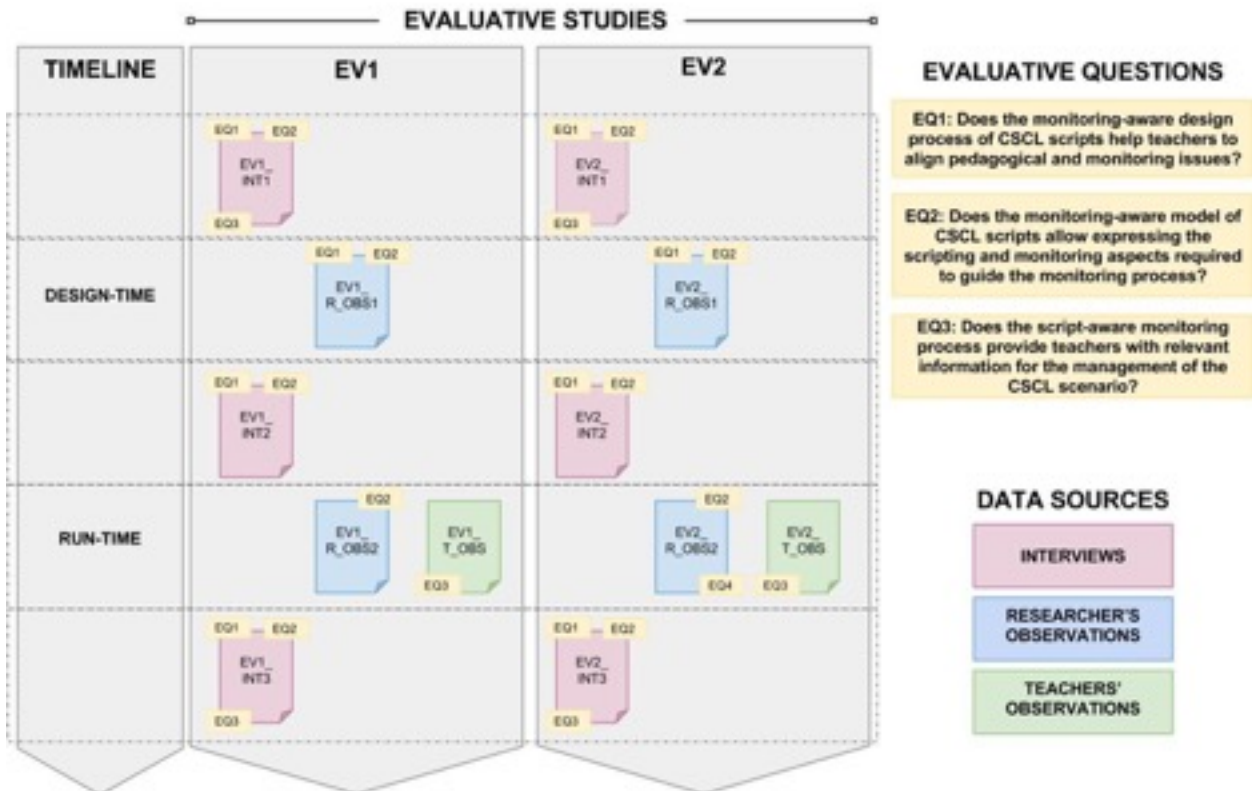 EVALUATIVE STUDIES
TIMELINE
EV1
EV2
EQ1
EQ2
EV1_
INT1
EQ3
EQ1
EQ2
EV2_
INT1
EQ3
DESIGN-TIME
EQ1
EQ2
EV1_
R_OBS1
EQ1
EQ2
EV2_
R_OBS1
EQ1
EQ2
EV1_
INT2
EQ1
EQ2
EV2_
INT2
RUN-TIME
EQ2
EV1_
R_OBS2
EV1_
T_OBS
EQ3
EQ2
EV2_
R_OBS2
EQ4
EV2_
T_OBS
EQ3
EQ1
EQ2
EV1_
INT3
EQ3
EQ1
EQ2
EV2_
INT3
EQ3
EVALUATIVE QUESTIONS
EQ1: Does the monitoring-aware design
process of CSCL scripts help teachers to
align pedagogical and monitoring issues?
EQ2: Does the monitoring-aware model of
CSCL scripts allow expressing the
scripting and monitoring aspects required
to guide the monitoring process?
EQ3: Does the script-aware monitoring
process provide teachers with relevant
information for the management of the
CSCL scenario?
DATA SOURCES
INTERVIEWS
RESEARCHER'S
OBSERVATIONS
TEACHERS'
OBSERVATIONS